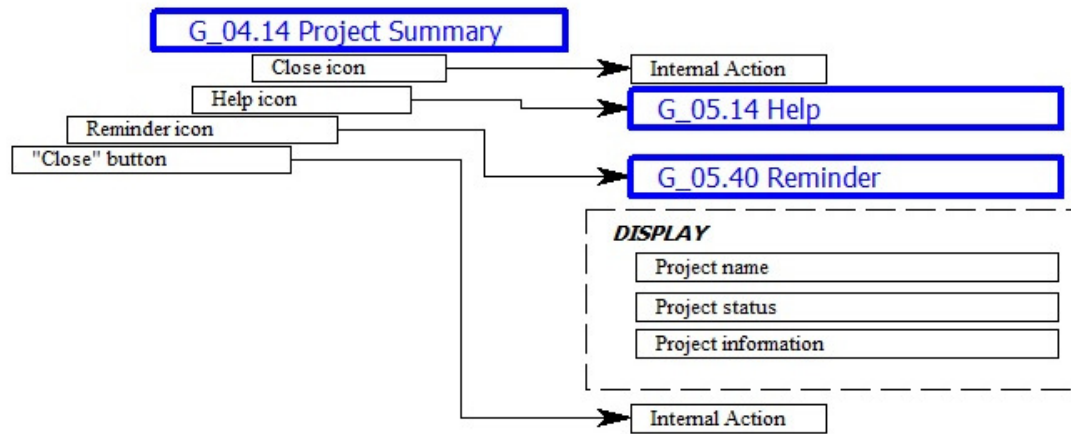 G_04.14 Project Summary
Close icon
Internal Action
Help icon
G_05.14 Help
Reminder icon
"Close" button
G_05.40 Reminder
DISPLAY
Project name
Project status
Project information
Internal Action